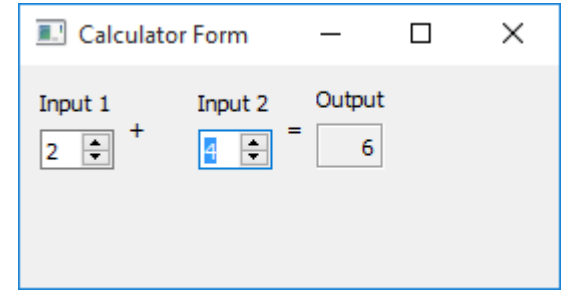 Calculator Form
Input 1 Input 2 Output
2 + 4 = 6